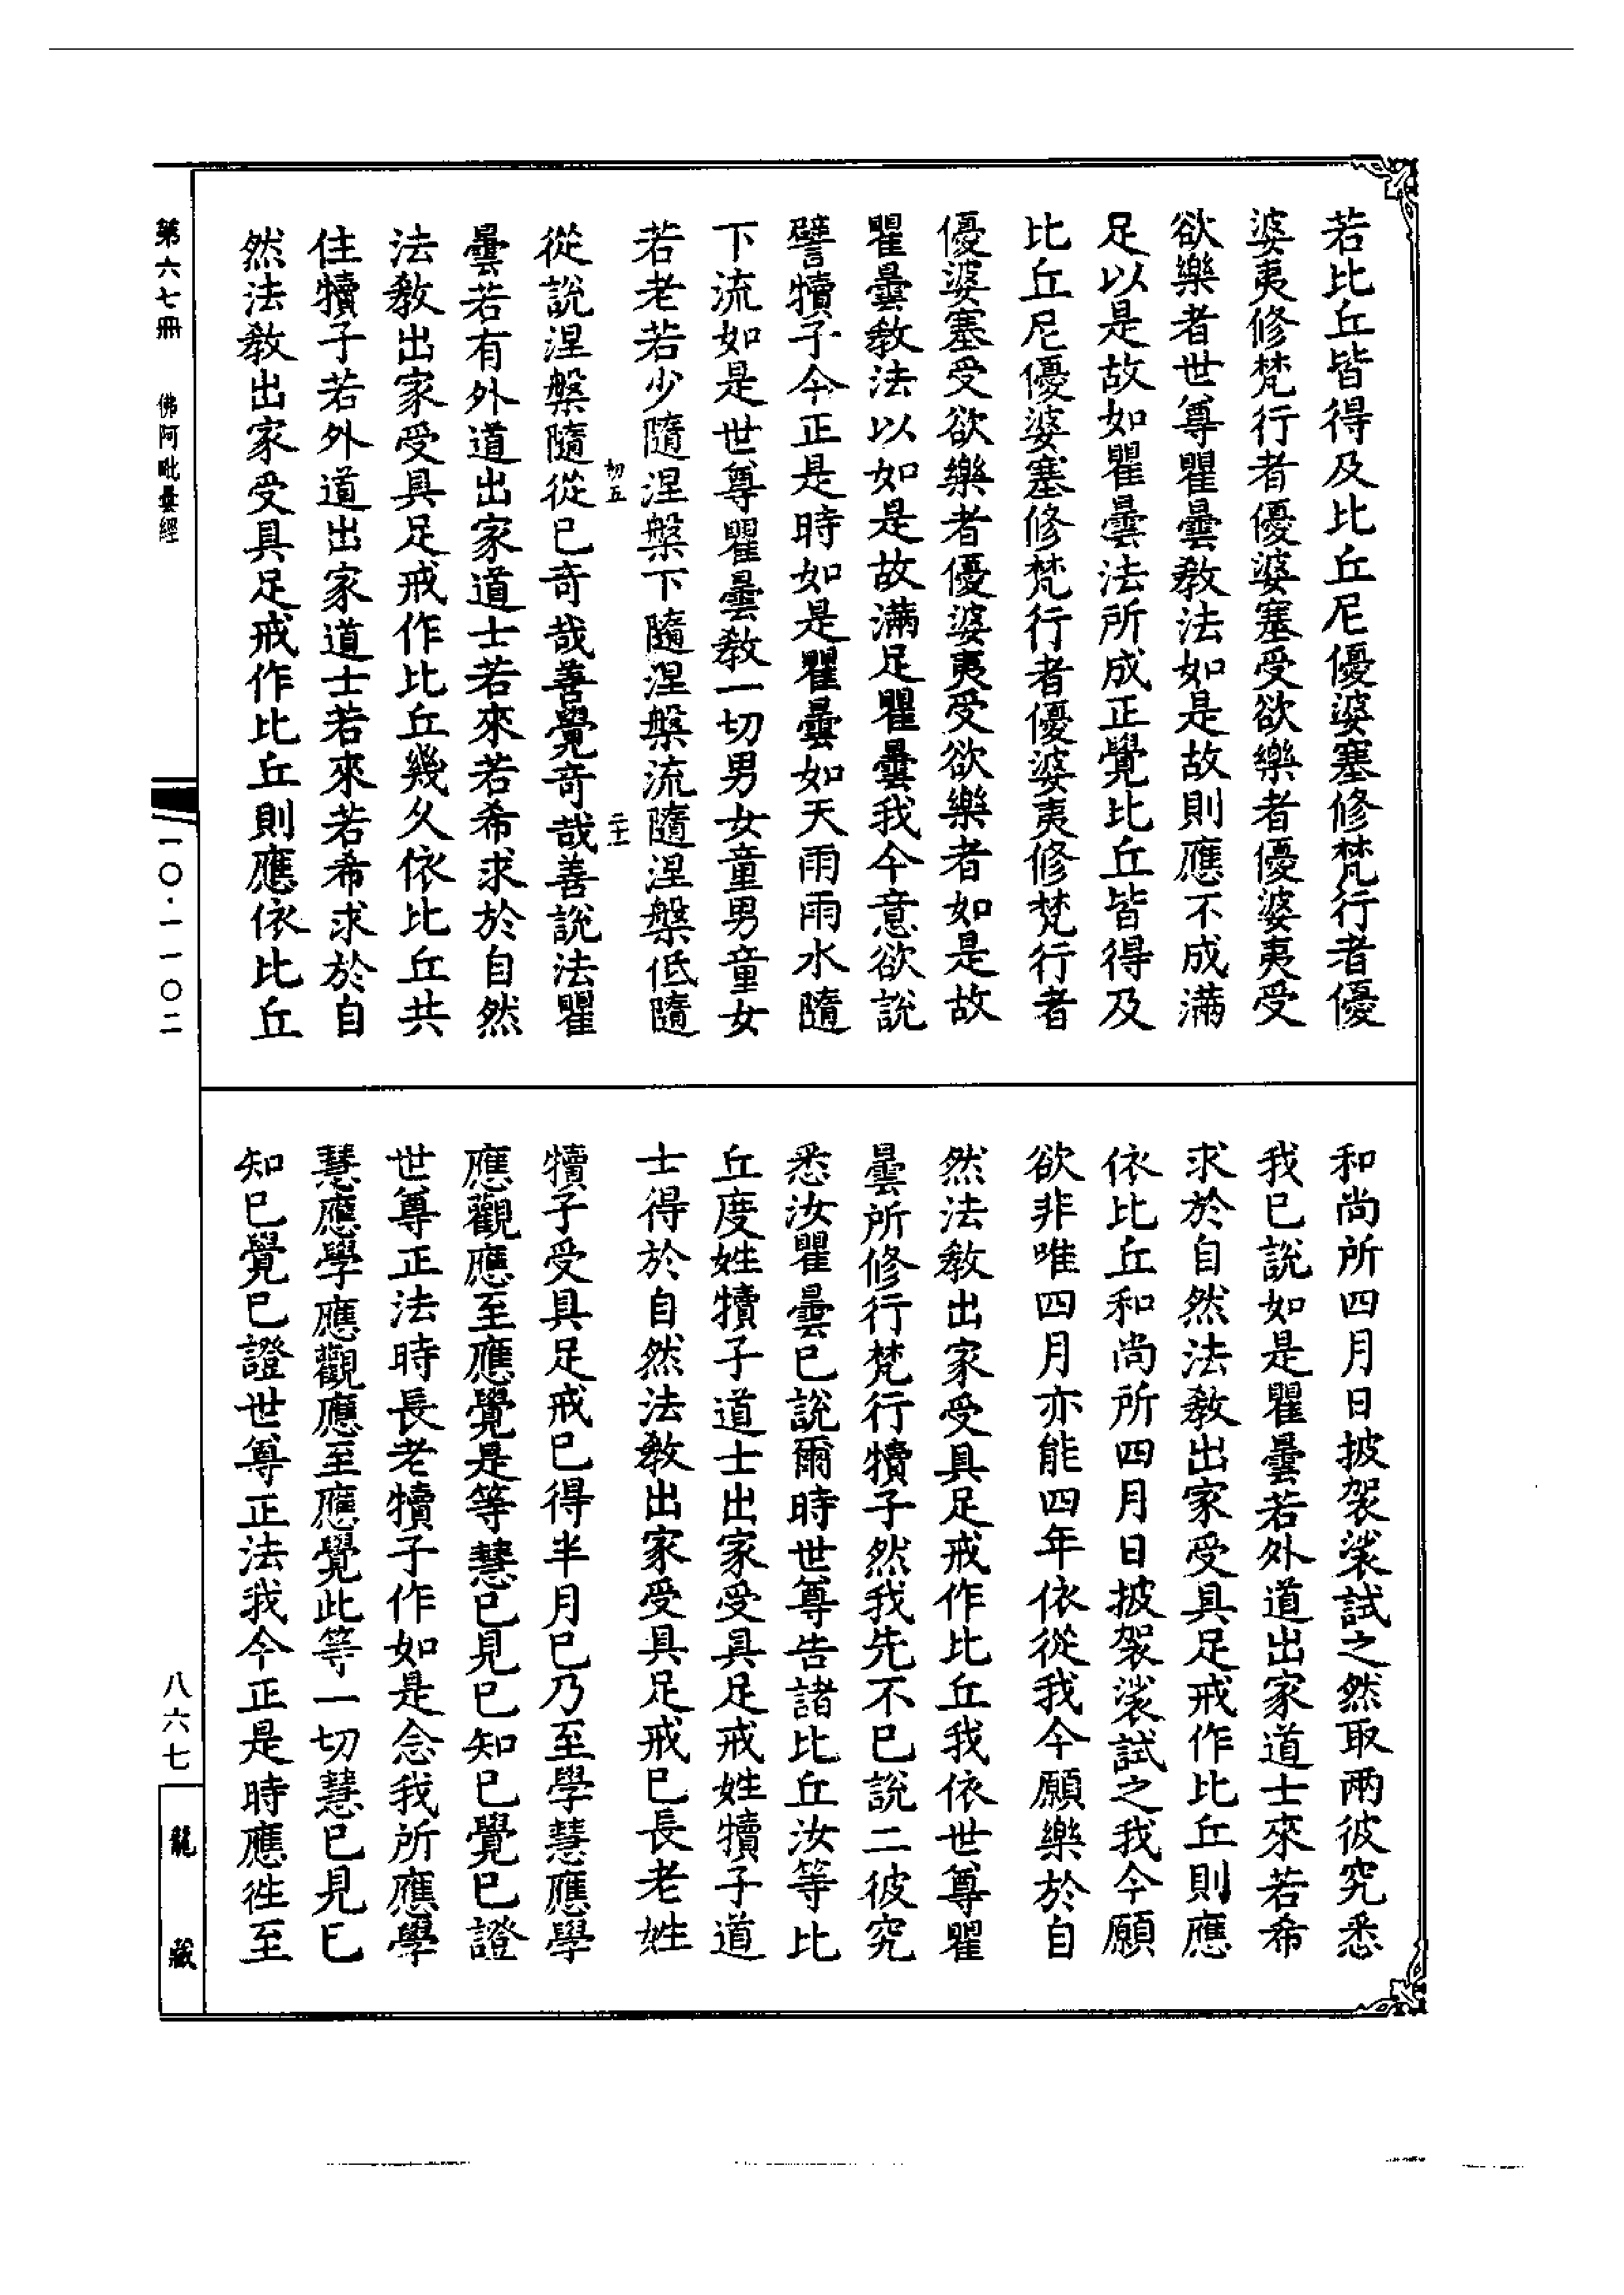 若比丘皆得及比丘尼優婆塞修梵行者優
婆夷修梵行者優婆塞受欲樂者優婆夷受
欲樂者世尊瞿曇教法如是故則應不成滿
足以是故如瞿曇法所成正覺比丘皆得及
比丘尼優婆塞修梵行者優婆夷修梵行者
優婆塞受欲樂者優婆夷受欲樂者如是故
瞿曇教法以如是故滿足瞿曇我今意欲說
譬犢子今正是時如是瞿曇如天雨雨水隨
下流如是世尊瞿曇教一切男女童男童女
若老若少隨涅槃下隨涅槃流隨涅槃低隨
切五
二十二
從說涅槃隨從已奇哉善覺奇哉善說法瞿
曇若有外道出家道士若來若希求於自然
法教出家受具足戒作比丘幾久依比丘共
住犢子若外道出家道士若來若希求於自
然法教出家受具足戒作比丘則應依比丘
和尚所四月日披袈裟試之然取兩彼究悉
我已說如是瞿曇若外道出家道士來若希
求於自然法教出家受具足戒作比丘則應
依比丘和尚所四月日披袈裟試之我今願
欲非唯四月亦能四年依從我今願樂於自
然法教出家受具足戒作比丘我依世尊瞿
曇所修行梵行犢子然我先不已說二彼究
悉汝瞿曇已說爾時世尊告諸比丘汝等比
丘度姓犢子道士出家受具足戒姓犢子道
士得於自然法教出家受具足戒已長老姓
犢子受具足戒已得半月已乃至學慧應學
應觀應至應覺是等慧已見已知已覺已證
世尊正法時長老犢子作如是念我所應學
慧應學應觀應至應覺此等一切慧已見已
知已覺已證世尊正法我今正是時應往至
第六七冊
佛阿毗曇經
一〇·一一〇二
八六七
龍藏